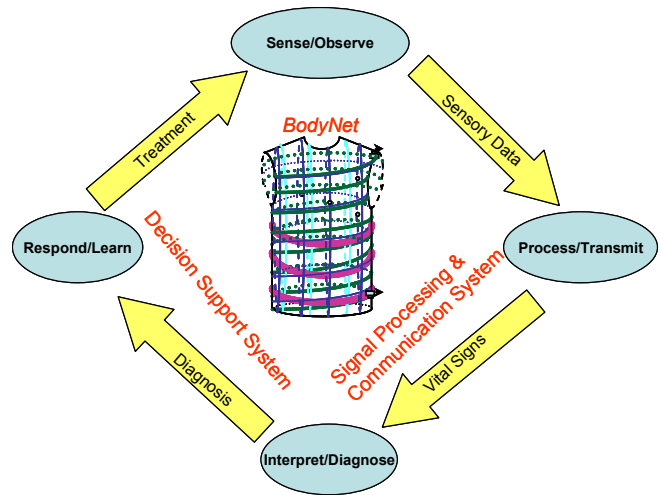 Sense/Observe
Sensory Data
BodyNet
Treatment
Respond/Learn
Process/Transmit
Decision Support System
Signal Processing &
Communication System
Vital Signs
Diagnosis
Interpret/Diagnose